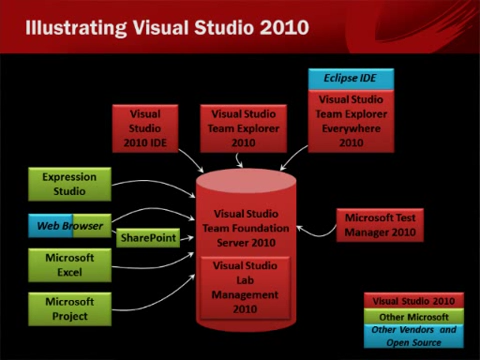 Illustrating Visual Studio 2010
Eclipse IDE
Visual Studio
Team Explorer
Everywhere
2010
Visual
Studio
2010 IDE
Visual Studio
Team Explorer
2010
Expression
Studio
Web Browser
SharePoint
Microsoft
Excel
Microsoft
Project
Visual Studio
Team Foundation
Server 2010
Visual Studio
Lab
Management
2010
Microsoft Test
Manager 2010
Visual Studio 2010
Other Microsoft
Other Vendors and
Open Source